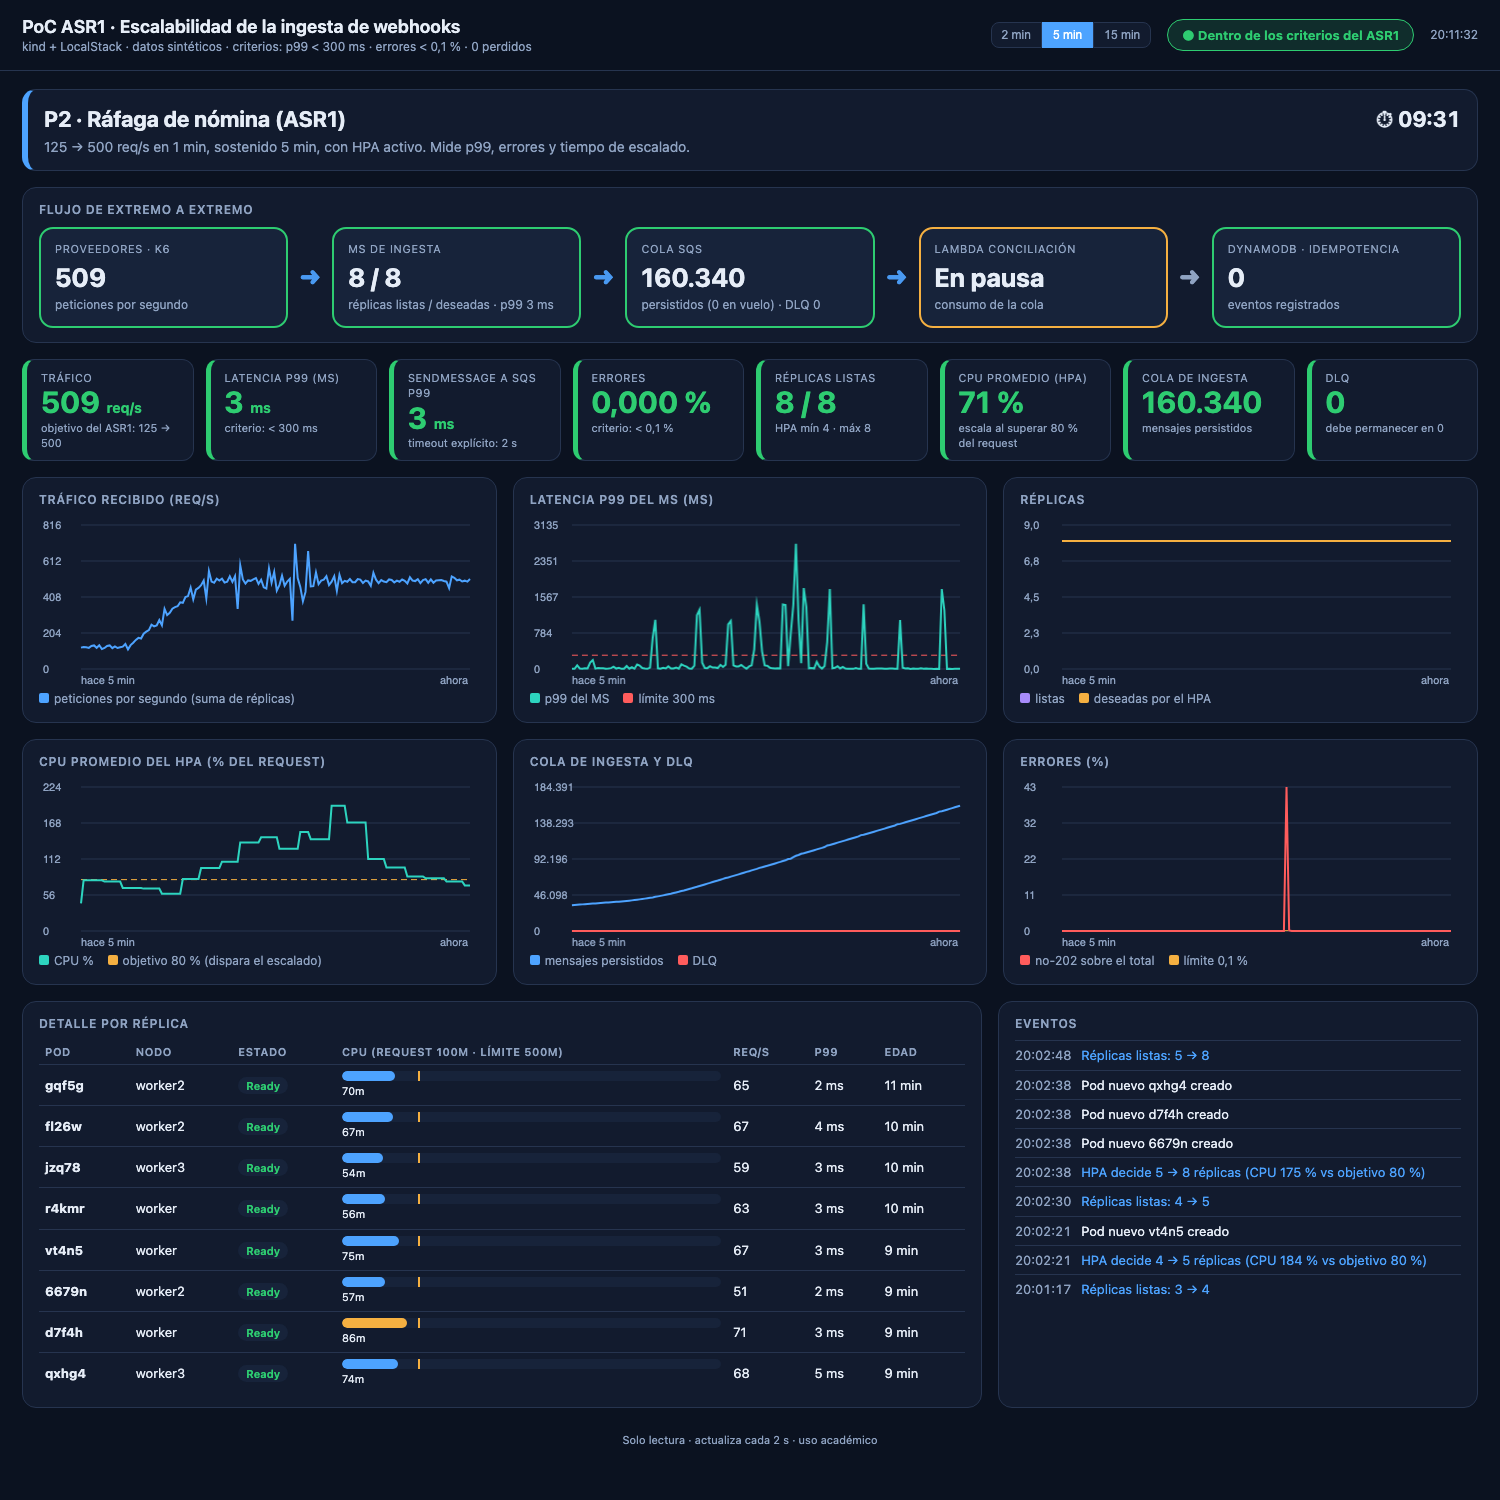 PoC ASR1 · Escalabilidad de la ingesta de webhooks
kind + LocalStack · datos sintéticos · criterios: p99 < 300 ms · errores < 0,1 % · 0 perdidos
2 min
5 min
15 min
Dentro de los criterios del ASR1
20:11:32
P2 · Ráfaga de nómina (ASR1)
⏱ 09:31
125 → 500 req/s en 1 min, sostenido 5 min, con HPA activo. Mide p99, errores y tiempo de escalado.
FLUJO DE EXTREMO A EXTREMO
PROVEEDORES · K6
509
peticiones por segundo
➜
MS DE INGESTA
8 / 8
réplicas listas / deseadas · p99 3 ms
➜
COLA SQS
160.340
persistidos (0 en vuelo) · DLQ 0
➜
LAMBDA CONCILIACIÓN
En pausa
consumo de la cola
➜
DYNAMODB · IDEMPOTENCIA
0
eventos registrados
TRÁFICO
509 req/s
objetivo del ASR1: 125 →
500
LATENCIA P99 (MS)
3 ms
criterio: < 300 ms
SENDMESSAGE A SQS
P99
3 ms
timeout explícito: 2 s
ERRORES
0,000 %
criterio: < 0,1 %
RÉPLICAS LISTAS
8 / 8
HPA mín 4 · máx 8
CPU PROMEDIO (HPA)
71 %
escala al superar 80 %
del request
COLA DE INGESTA
160.340
mensajes persistidos
DLQ
0
debe permanecer en 0
TRÁFICO RECIBIDO (REQ/S)
816
612
408
204
0
hace 5 min
ahora
peticiones por segundo (suma de réplicas)
LATENCIA P99 DEL MS (MS)
3135
2351
1567
784
0
hace 5 min
ahora
p99 del MS
límite 300 ms
RÉPLICAS
9,0
6,8
4,5
2,3
0,0
hace 5 min
ahora
listas
deseadas por el HPA
CPU PROMEDIO DEL HPA (% DEL REQUEST)
224
168
112
56
0
hace 5 min
ahora
CPU %
objetivo 80 % (dispara el escalado)
COLA DE INGESTA Y DLQ
184.391
138.293
92.196
46.098
0
hace 5 min
ahora
mensajes persistidos
DLQ
ERRORES (%)
43
32
22
11
0
hace 5 min
ahora
no-202 sobre el total
límite 0,1 %
DETALLE POR RÉPLICA
POD NODO ESTADO CPU (REQUEST 100M · LÍMITE 500M) REQ/S P99 EDAD
gqf5g worker2 Ready 70m 65 2 ms 11 min
fl26w worker2 Ready 67m 67 4 ms 10 min
jzq78 worker3 Ready 54m 59 3 ms 10 min
r4kmr worker Ready 56m 63 3 ms 10 min
vt4n5 worker Ready 75m 67 3 ms 9 min
6679n worker2 Ready 57m 51 2 ms 9 min
d7f4h worker Ready 86m 71 3 ms 9 min
qxhg4 worker3 Ready 74m 68 5 ms 9 min
EVENTOS
20:02:48 Réplicas listas: 5 → 8
20:02:38 Pod nuevo qxhg4 creado
20:02:38 Pod nuevo d7f4h creado
20:02:38 Pod nuevo 6679n creado
20:02:38 HPA decide 5 → 8 réplicas (CPU 175 % vs objetivo 80 %)
20:02:30 Réplicas listas: 4 → 5
20:02:21 Pod nuevo vt4n5 creado
20:02:21 HPA decide 4 → 5 réplicas (CPU 184 % vs objetivo 80 %)
20:01:17 Réplicas listas: 3 → 4
Solo lectura · actualiza cada 2 s · uso académico